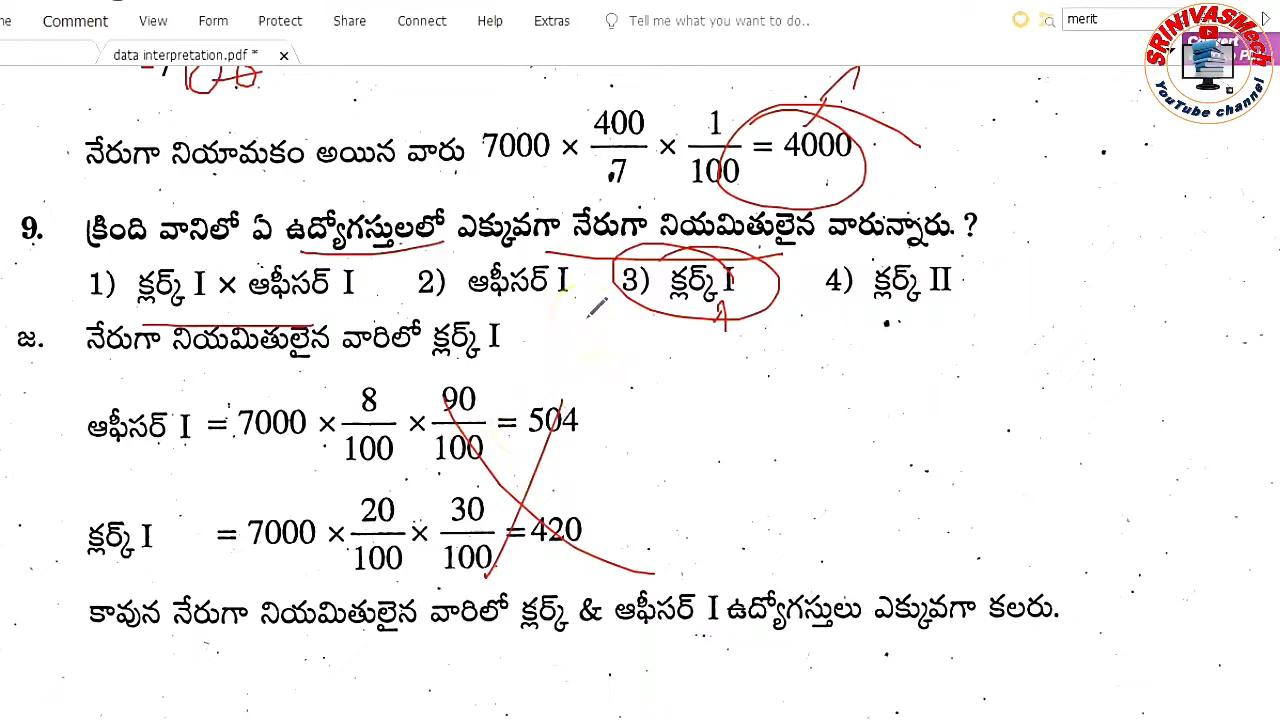 Comment View Form Protect Share Connect Help Extras Tell me what you want to do.. merit
data interpretation.pdf *
SRINIVASMech
YouTube channel
నేరుగా నియామకం అయిన వారు 7000 × 400/7 × 1/100 = 4000
9. క్రింది వానిలో ఏ ఉద్యోగస్తులలో ఎక్కువగా నేరుగా నియమితులైన వారున్నారు. ?
1) క్లర్క్ I × ఆఫీసర్ I 2) ఆఫీసర్ I 3) క్లర్క్ I 4) క్లర్క్ II
జ. నేరుగా నియమితులైన వారిలో క్లర్క్ I
ఆఫీసర్ I = 7000 × 8/100 × 90/100 = 504
క్లర్క్ I = 7000 × 20/100 × 30/100 = 420
కావున నేరుగా నియమితులైన వారిలో క్లర్క్ & ఆఫీసర్ I ఉద్యోగస్తులు ఎక్కువగా కలరు.